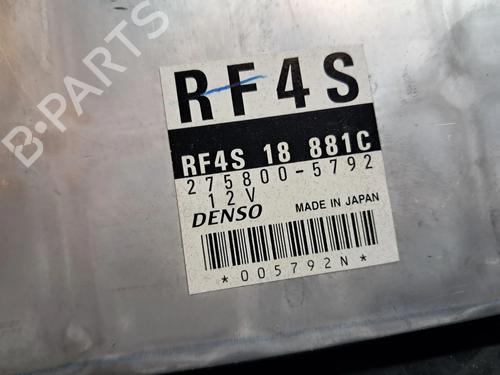 B-PARTS
RF4S
RF4S 18 881C
275800-5792
12V
DENSO MADE IN JAPAN
*005792N*